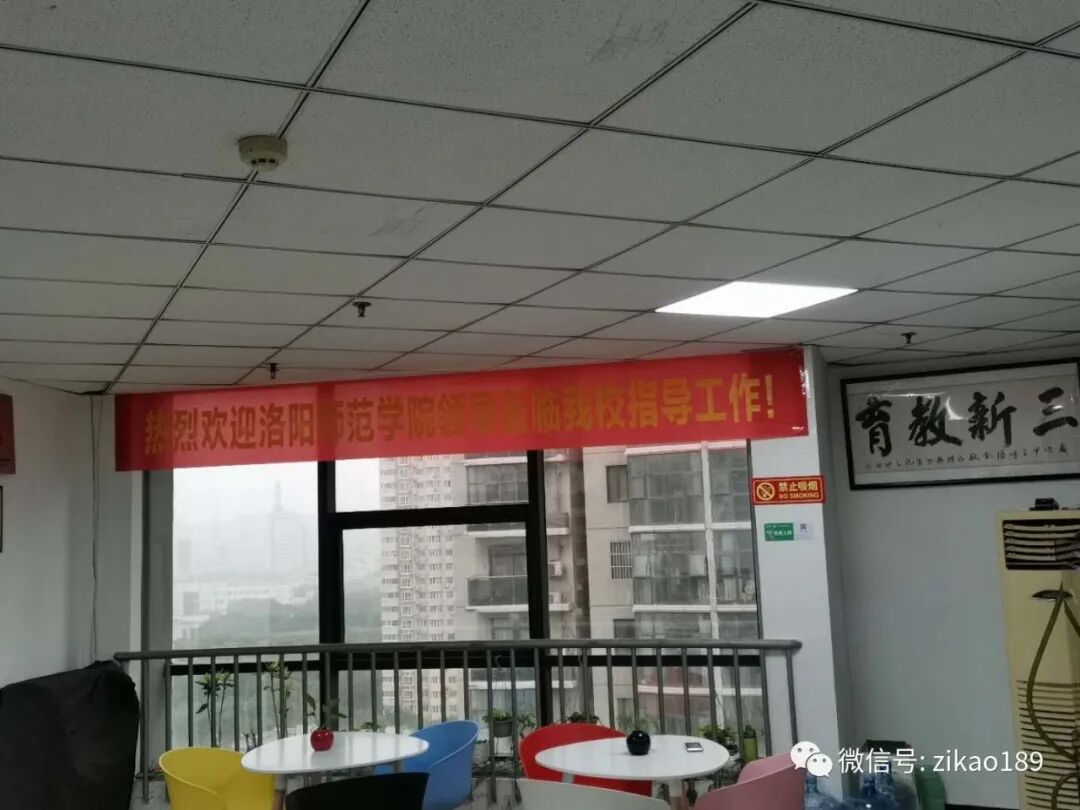 热烈欢迎洛阳师范学院领导莅临我校指导工作！
育教新三
禁止吸烟
NO SMOKING
微信号: zikao189